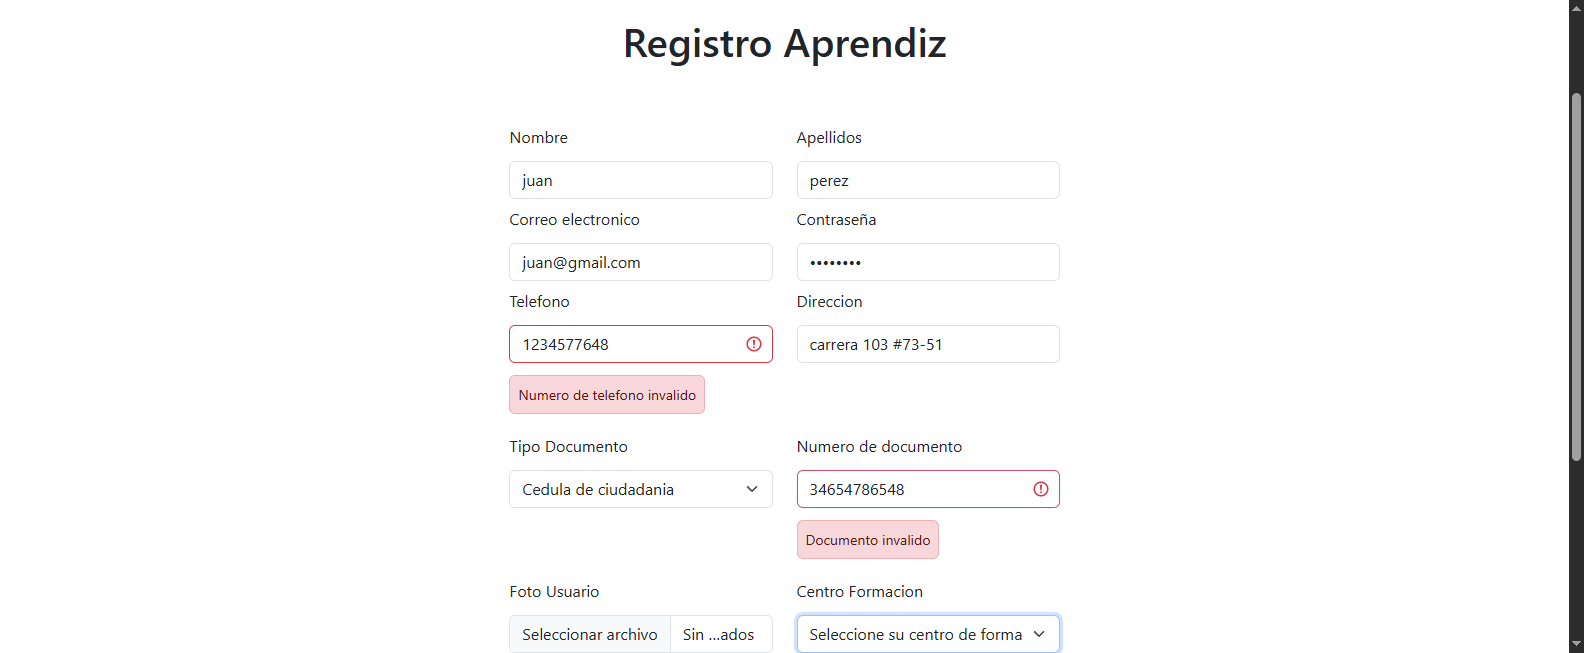 Registro Aprendiz
Nombre
Apellidos
juan
perez
Correo electronico
Contraseña
juan@gmail.com
••••••••
Telefono
Direccion
1234577648
carrera 103 #73-51
Numero de telefono invalido
Tipo Documento
Numero de documento
Cedula de ciudadania
34654786548
Documento invalido
Foto Usuario
Centro Formacion
Seleccionar archivo
Sin ...ados
Seleccione su centro de forma